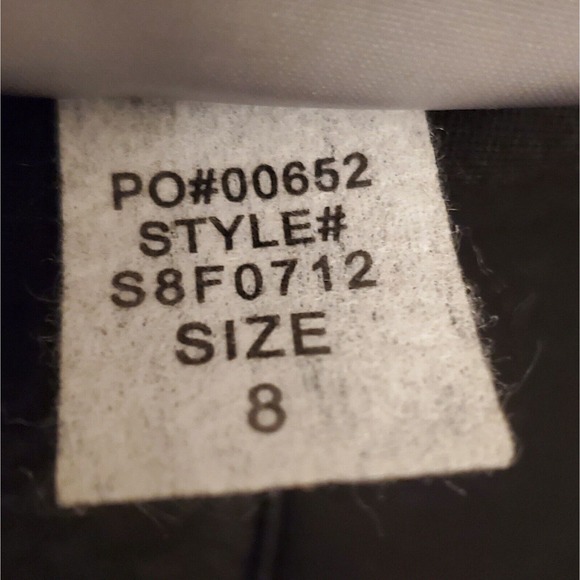 PO#00652
STYLE#
S8F0712
SIZE
8